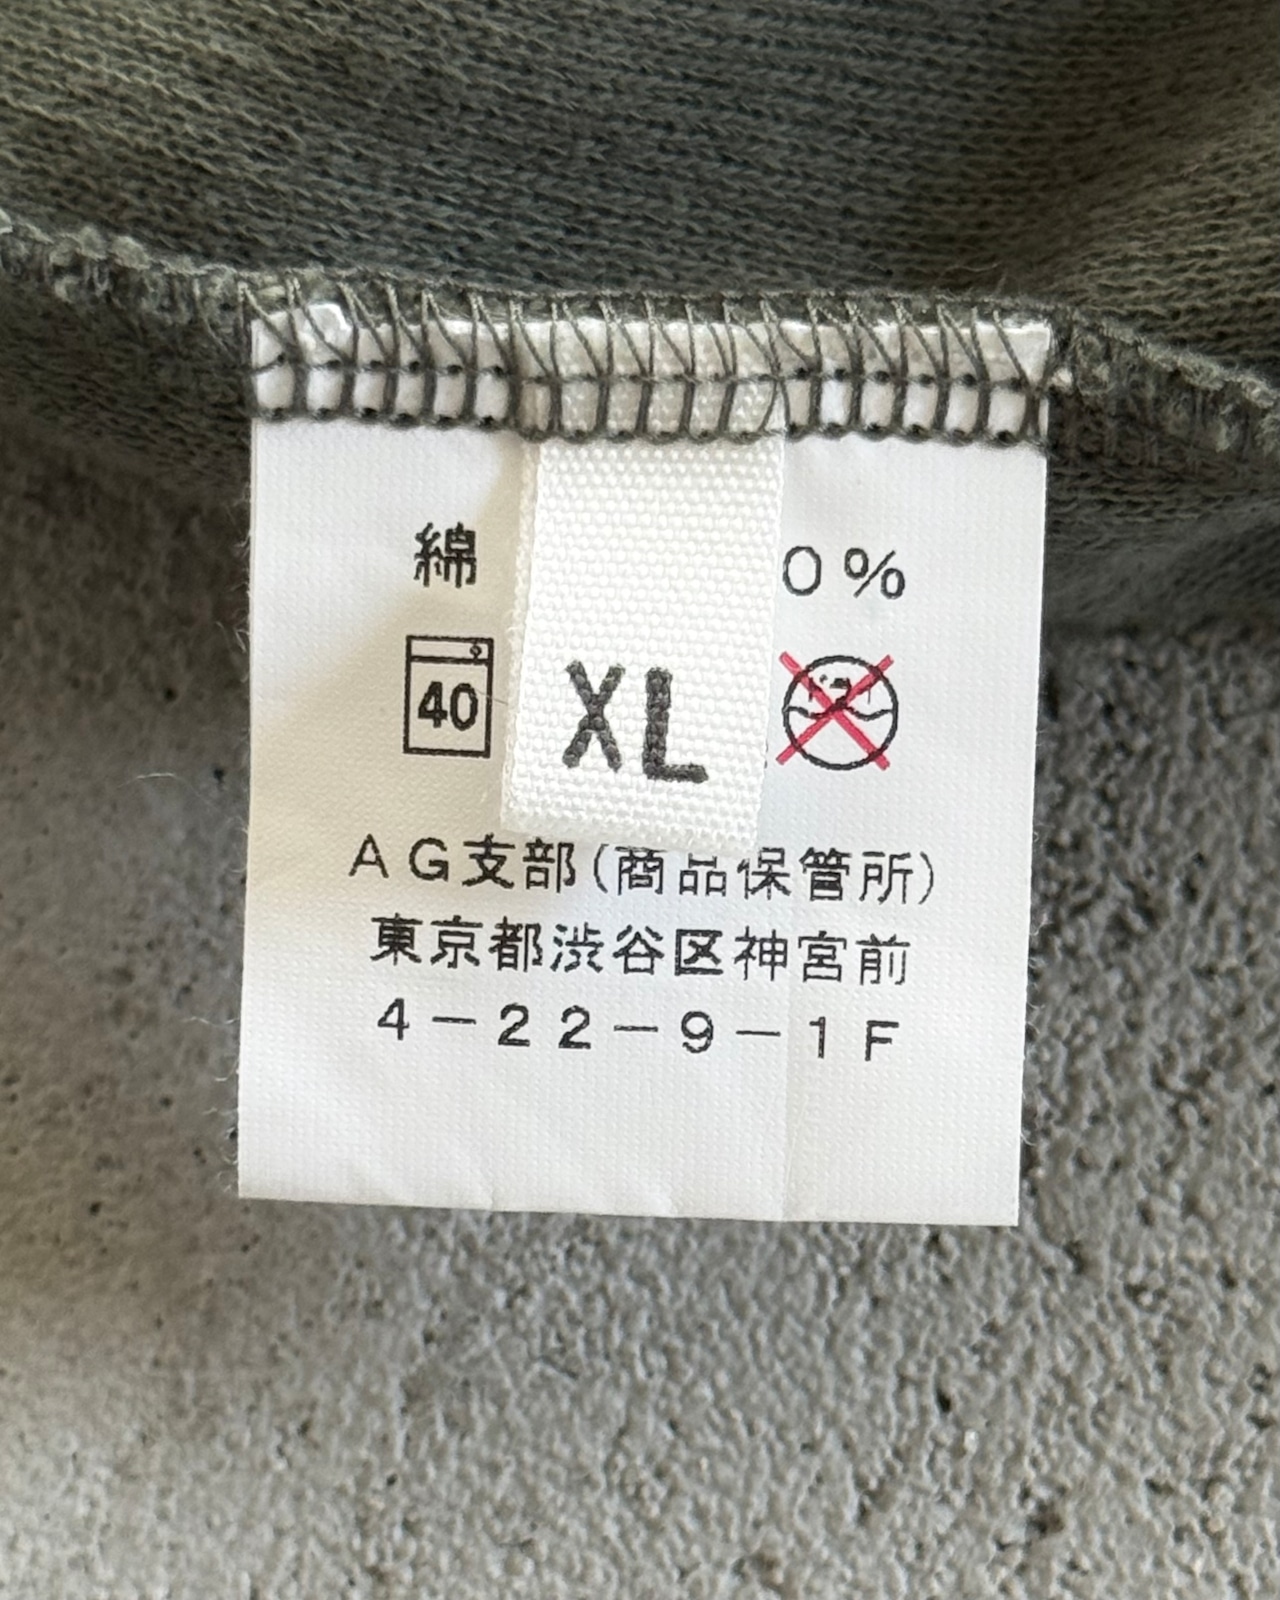 綿 0%
40
XL
AG支部(商品保管所)
東京都渋谷区神宮前
4-22-9-1F